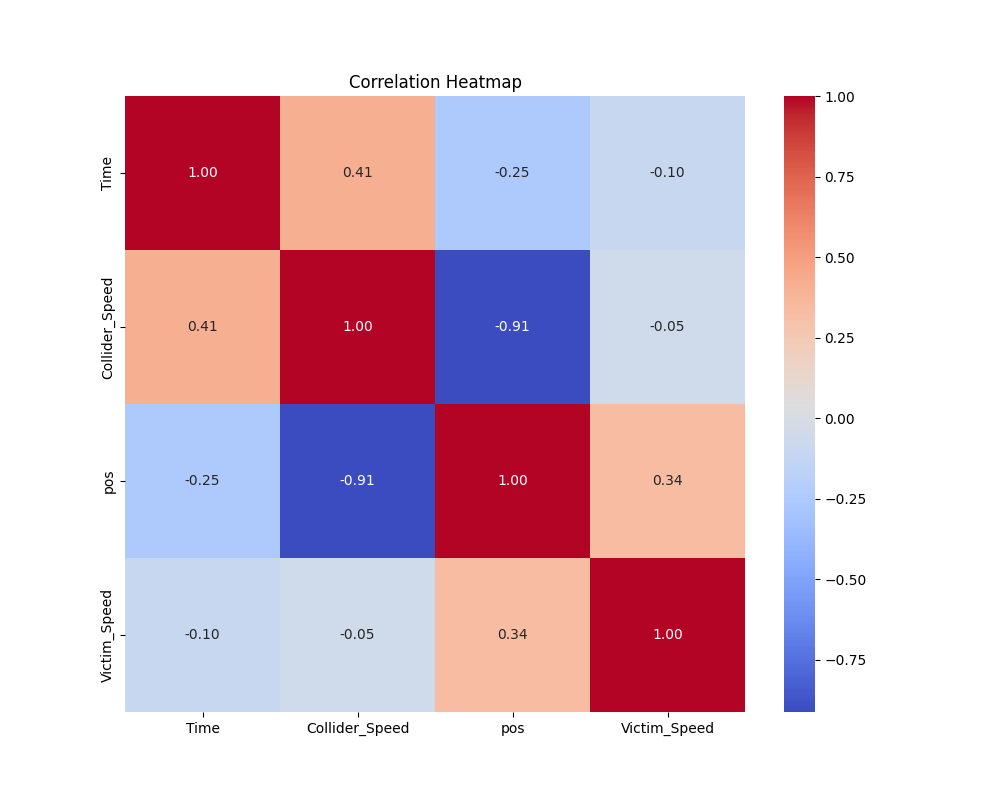 Correlation Heatmap
Time
1.00
0.41
-0.25
-0.10
Collider_Speed
0.41
1.00
-0.91
-0.05
pos
-0.25
-0.91
1.00
0.34
Victim_Speed
-0.10
-0.05
0.34
1.00
Time
Collider_Speed
pos
Victim_Speed
1.00
0.75
0.50
0.25
0.00
−0.25
−0.50
−0.75